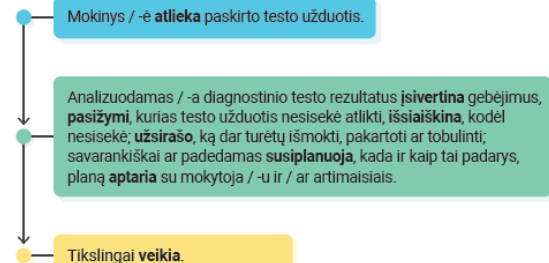 Mokinys / -ė atlieka paskirto testo užduotis.
Analizuodamas / -a diagnostinio testo rezultatus įsivertina gebėjimus,
pasižymi, kurias testo užduotis nesisekė atlikti, išsiaiškina, kodėl
nesisekė; užsirašo, ką dar turėtų išmokti, pakartoti ar tobulinti;
savarankiškai ar padedamas susiplanuoja, kada ir kaip tai padarys,
planą aptaria su mokytoja / -u ir / ar artimaisiais.
Tikslingai veikia.